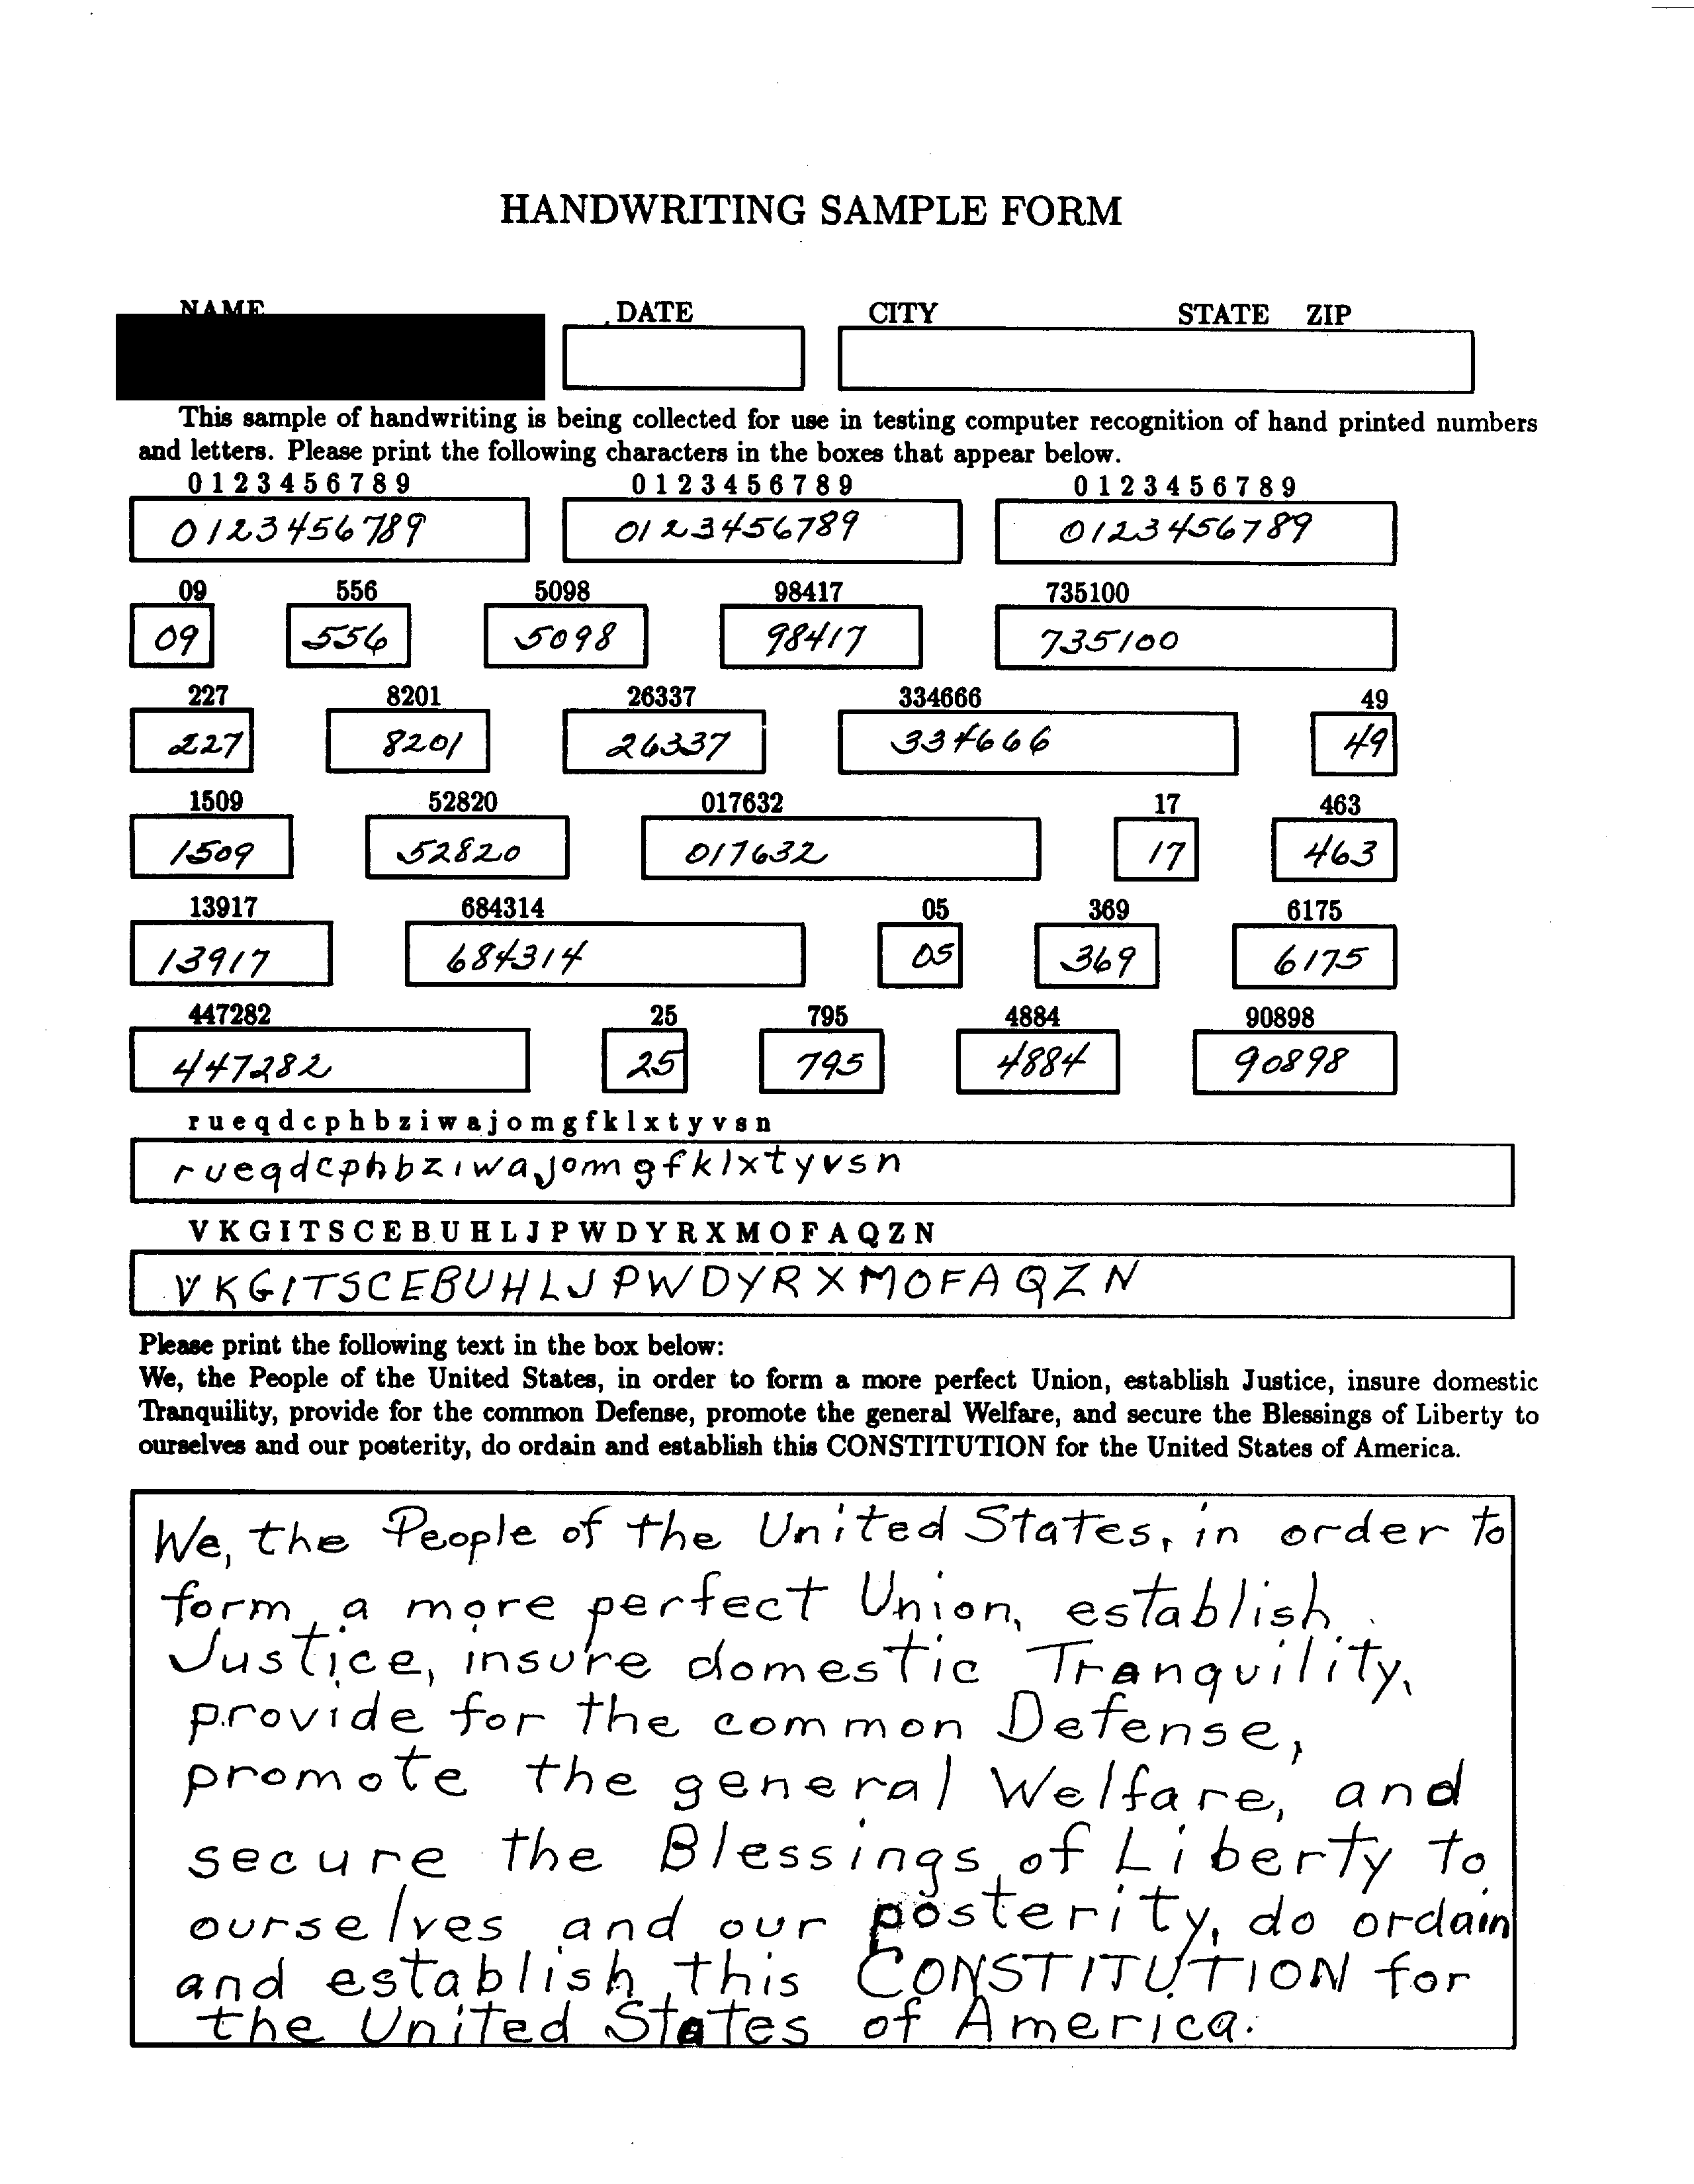 HANDWRITING SAMPLE FORM
NAME DATE CITY STATE ZIP
This sample of handwriting is being collected for use in testing computer recognition of hand printed numbers
and letters. Please print the following characters in the boxes that appear below.
0 1 2 3 4 5 6 7 8 9 0 1 2 3 4 5 6 7 8 9 0 1 2 3 4 5 6 7 8 9
0123456789 0123456789 0123456789
09 556 5098 98417 735100
09 556 5098 98417 735100
227 8201 26337 334666 49
227 8201 26337 334666 49
1509 52820 017632 17 463
1509 52820 017632 17 463
13917 684314 05 369 6175
13917 684314 05 369 6175
447282 25 795 4884 90898
447282 25 795 4884 90898
r u e q d c p h b z i w a j o m g f k l x t y v s n
rueqdcphbziwajomgfklxtyvsn
V K G I T S C E B U H L J P W D Y R X M O F A Q Z N
VKGITSCEBUHLJPWDYRXMOFAQZN
Please print the following text in the box below:
We, the People of the United States, in order to form a more perfect Union, establish Justice, insure domestic
Tranquility, provide for the common Defense, promote the general Welfare, and secure the Blessings of Liberty to
ourselves and our posterity, do ordain and establish this CONSTITUTION for the United States of America.
We, the People of the United States, in order to
form a more perfect Union, establish
Justice, insure domestic Tranquility,
provide for the common Defense,
promote the general Welfare, and
secure the Blessings of Liberty to
ourselves and our posterity, do ordain
and establish this CONSTITUTION for
the United States of America.